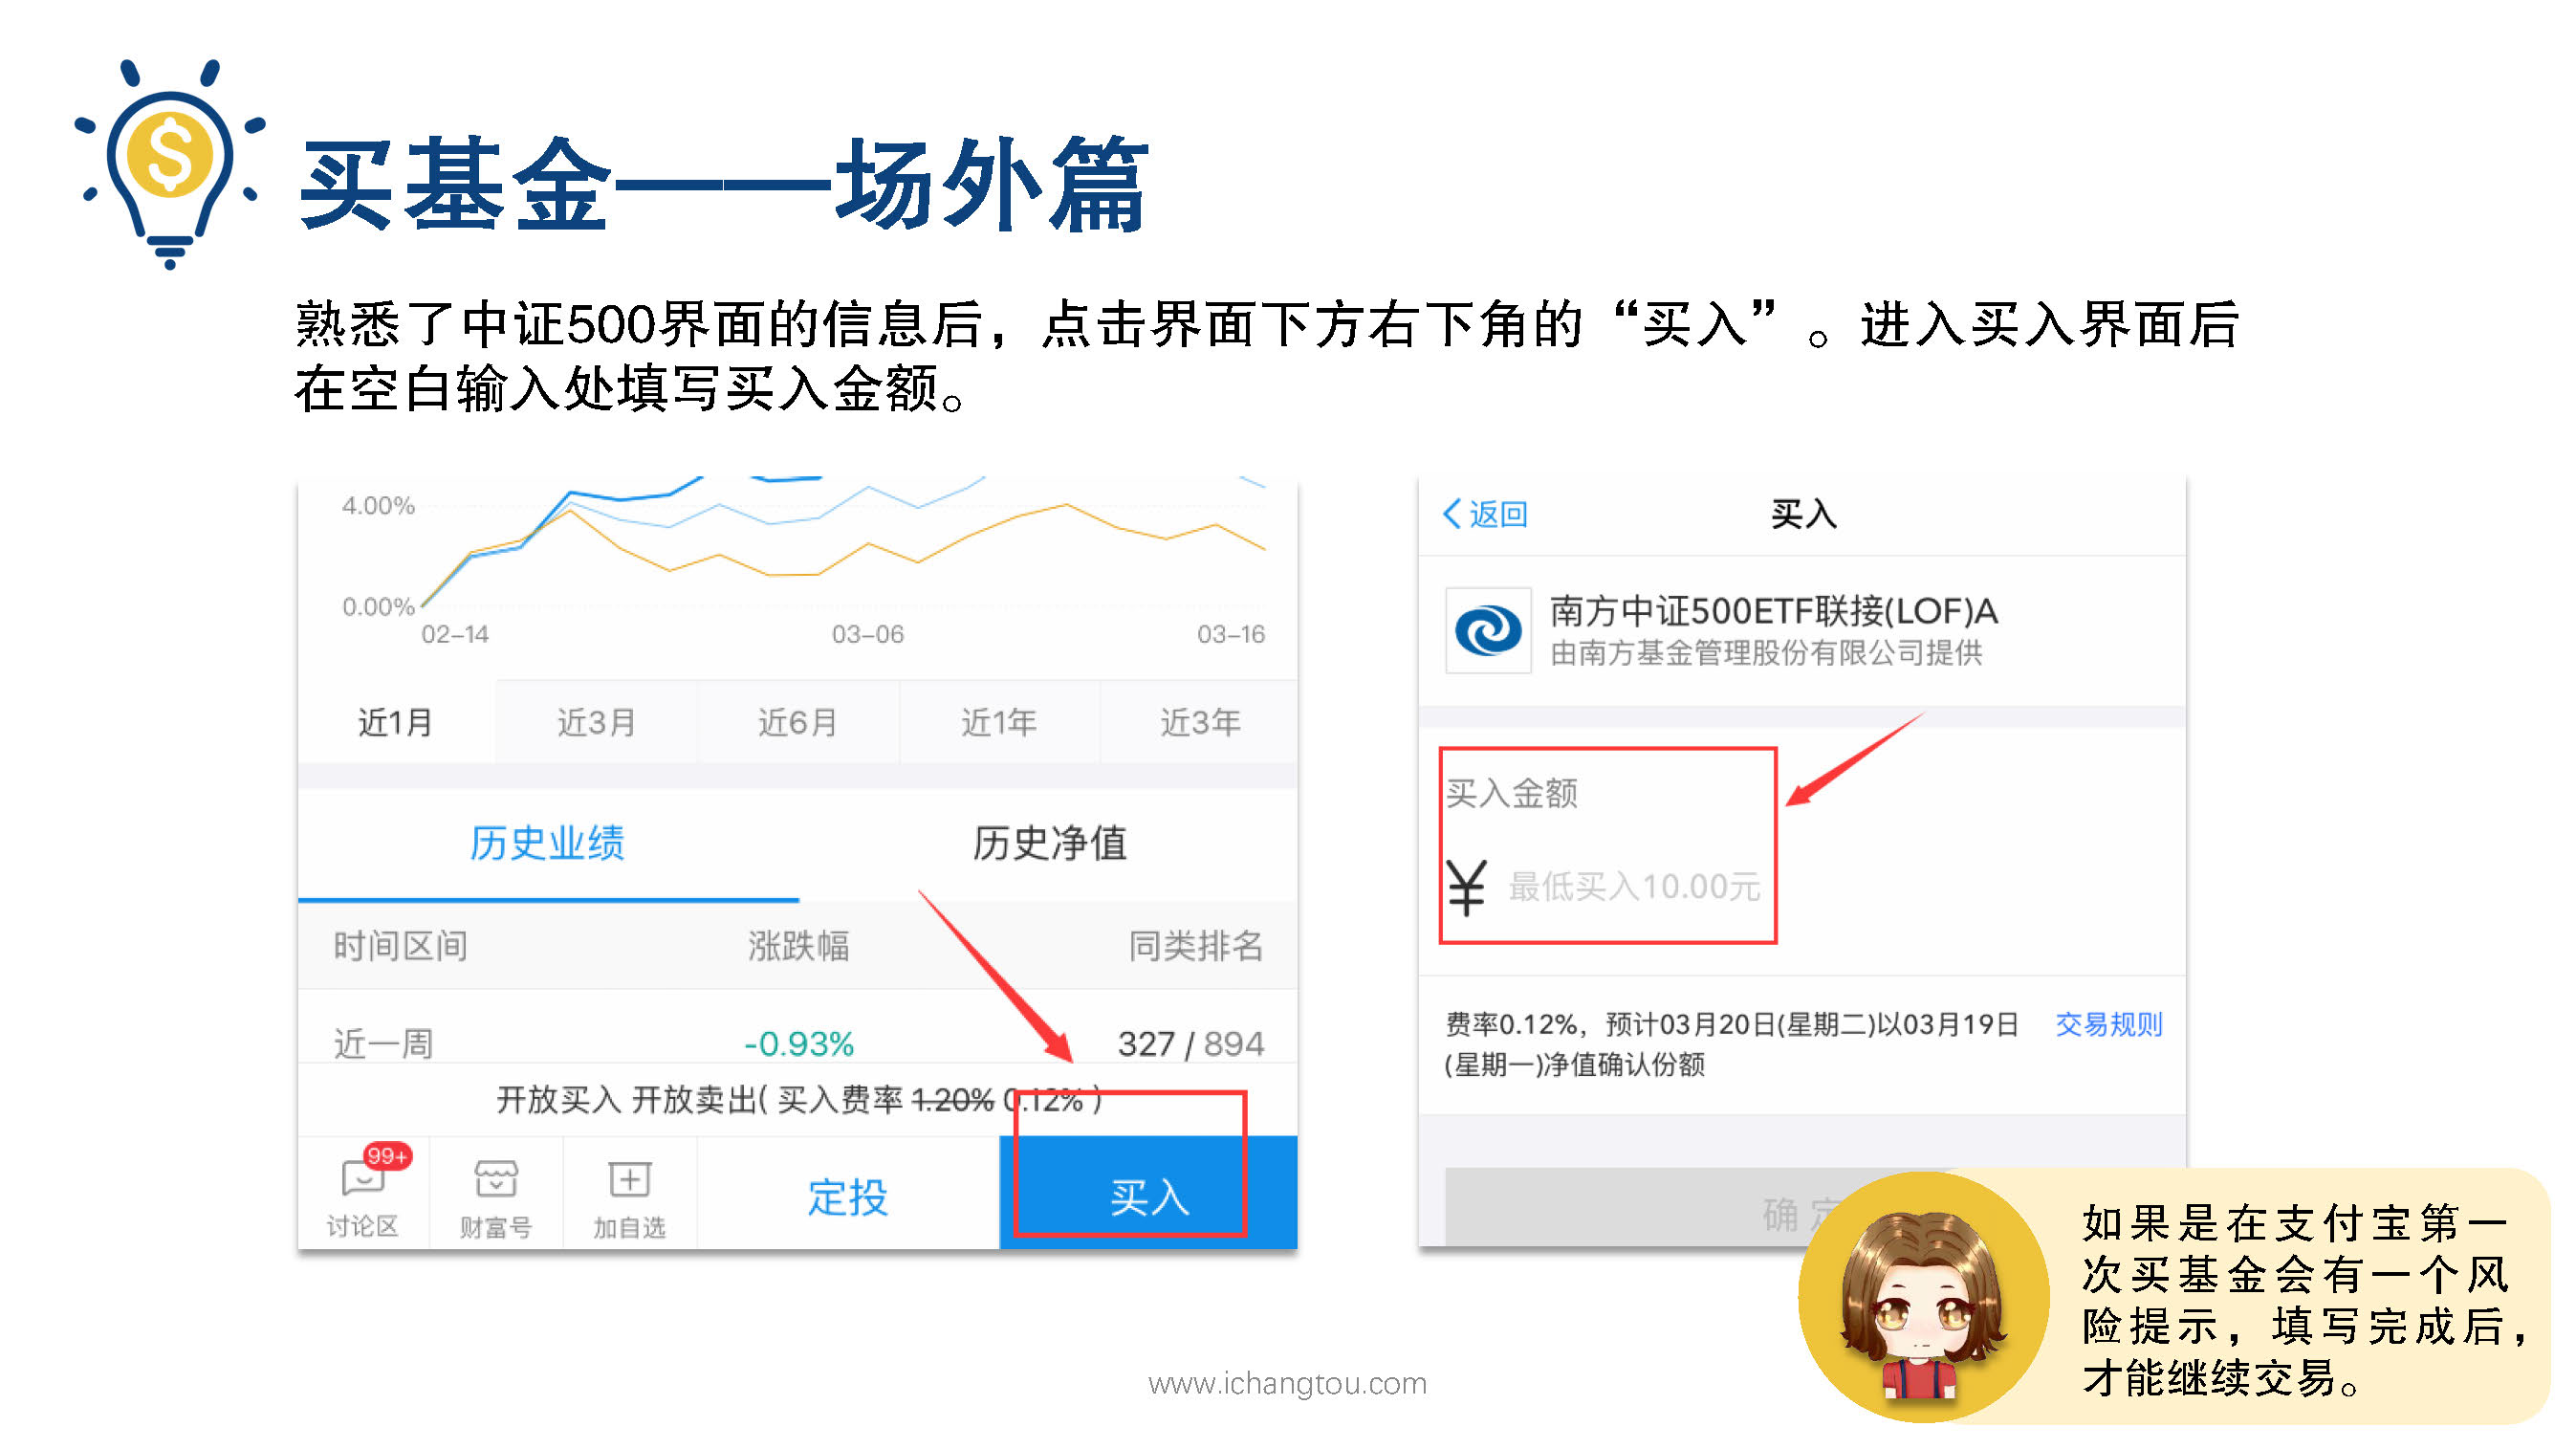 买基金——场外篇
熟悉了中证500界面的信息后，点击界面下方右下角的“买入”。进入买入界面后
在空白输入处填写买入金额。
4.00%
0.00%
02-14 03-06 03-16
近1月 近3月 近6月 近1年 近3年
历史业绩 历史净值
时间区间 涨跌幅 同类排名
近一周 -0.93% 327 / 894
开放买入 开放卖出( 买入费率 1.20% 0.12% )
99+
讨论区 财富号 加自选 定投 买入
返回 买入
南方中证500ETF联接(LOF)A
由南方基金管理股份有限公司提供
买入金额
¥ 最低买入10.00元
费率0.12%，预计03月20日(星期二)以03月19日 交易规则
(星期一)净值确认份额
确定
如果是在支付宝第一
次买基金会有一个风
险提示，填写完成后，
才能继续交易。
www.ichangtou.com